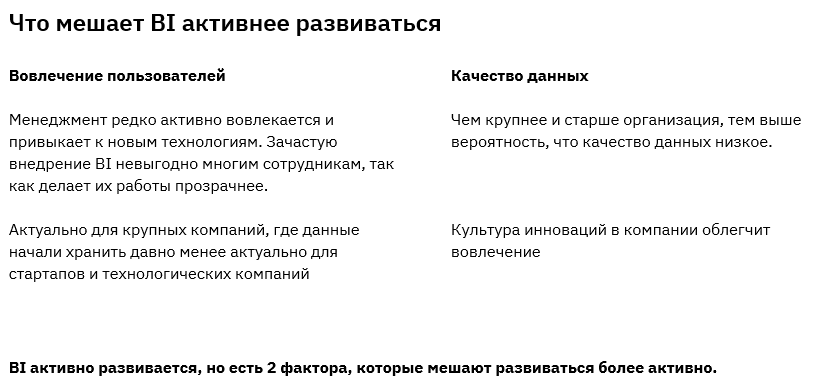 Что мешает BI активнее развиваться
Вовлечение пользователей
Менеджмент редко активно вовлекается и
привыкает к новым технологиям. Зачастую
внедрение BI невыгодно многим сотрудникам, так
как делает их работы прозрачнее.
Актуально для крупных компаний, где данные
начали хранить давно менее актуально для
стартапов и технологических компаний
Качество данных
Чем крупнее и старше организация, тем выше
вероятность, что качество данных низкое.
Культура инноваций в компании облегчит
вовлечение
BI активно развивается, но есть 2 фактора, которые мешают развиваться более активно.